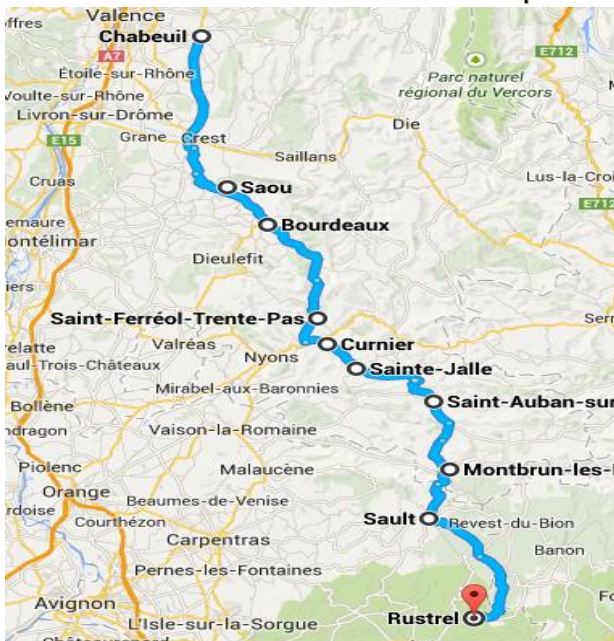 Valence
Chabeuil
A7
E712
Étoile-sur-Rhône
Parc naturel
régional du Vercors
Voulte-sur-Rhône
Livron-sur-Drôme
Die
Grane
Crest
E15
Saillans
Cruas
Lus-la-Croi
Saou
E712
Bourdeaux
Dieulefit
Saint-Ferréol-Trente-Pas
Valréas
Curnier
Nyons
Sainte-Jalle
Mirabel-aux-Baronnies
Saint-Auban-sur
Bollène
Vaison-la-Romaine
Piolenc
Malaucène
Montbrun-les-
Orange
Sault
Revest-du-Bion
Beaumes-de-Venise
Courthézon
Banon
Carpentras
Pernes-les-Fontaines
Avignon
Rustrel
L'Isle-sur-la-Sorgue